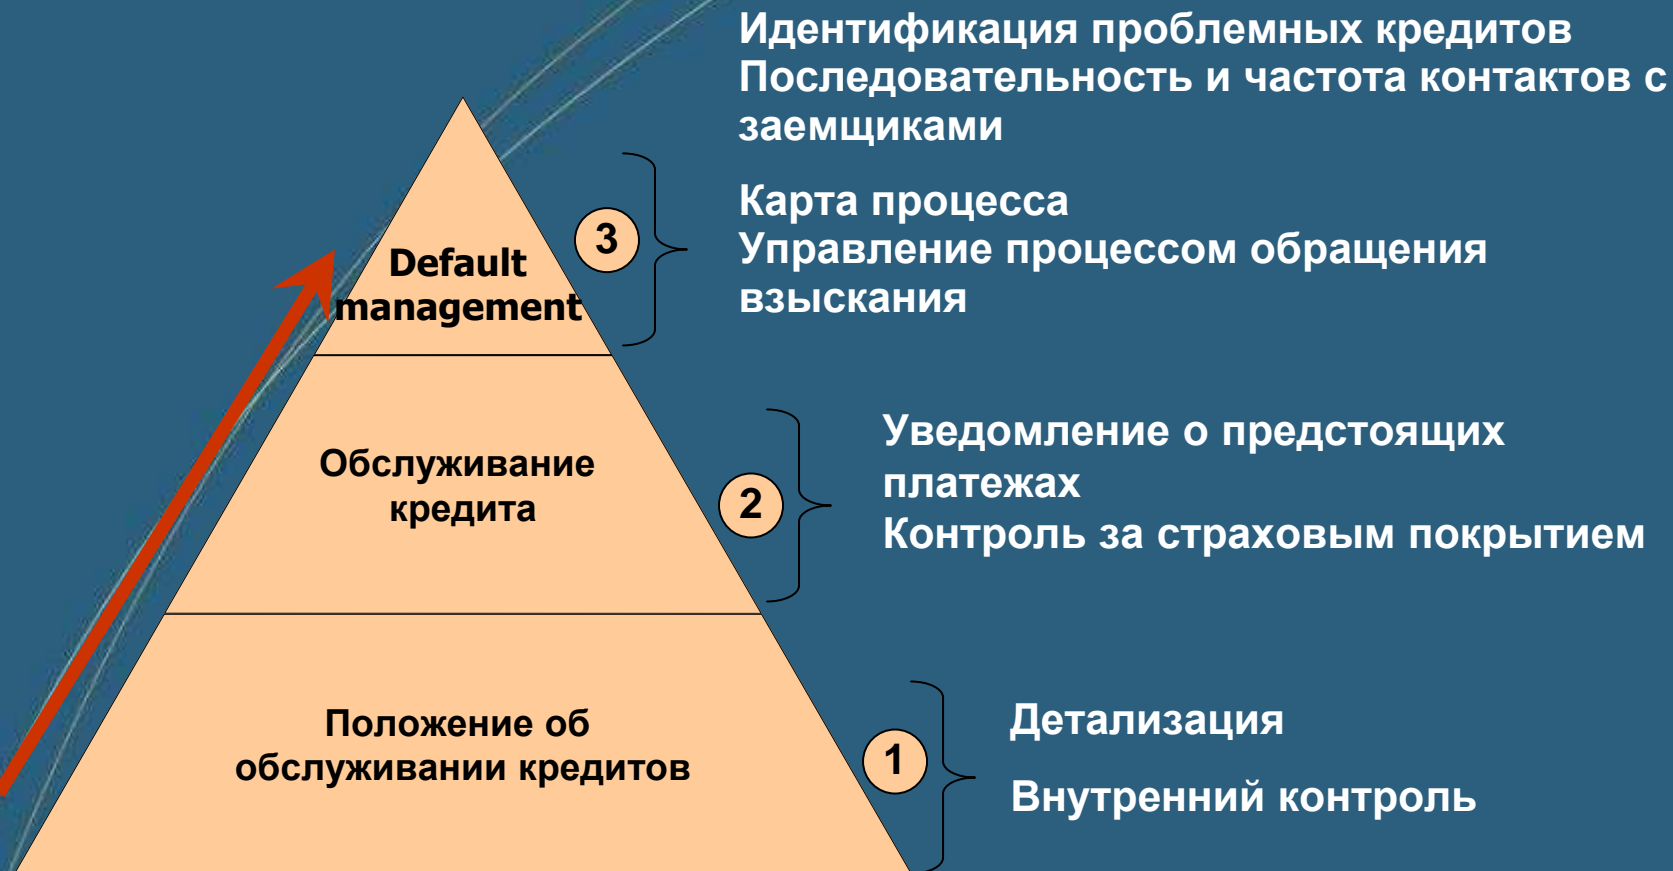 Идентификация проблемных кредитов
Последовательность и частота контактов с
заемщиками
Карта процесса
Управление процессом обращения
взыскания
3
Default
management
Уведомление о предстоящих
платежах
Контроль за страховым покрытием
2
Обслуживание
кредита
Детализация
Внутренний контроль
1
Положение об
обслуживании кредитов